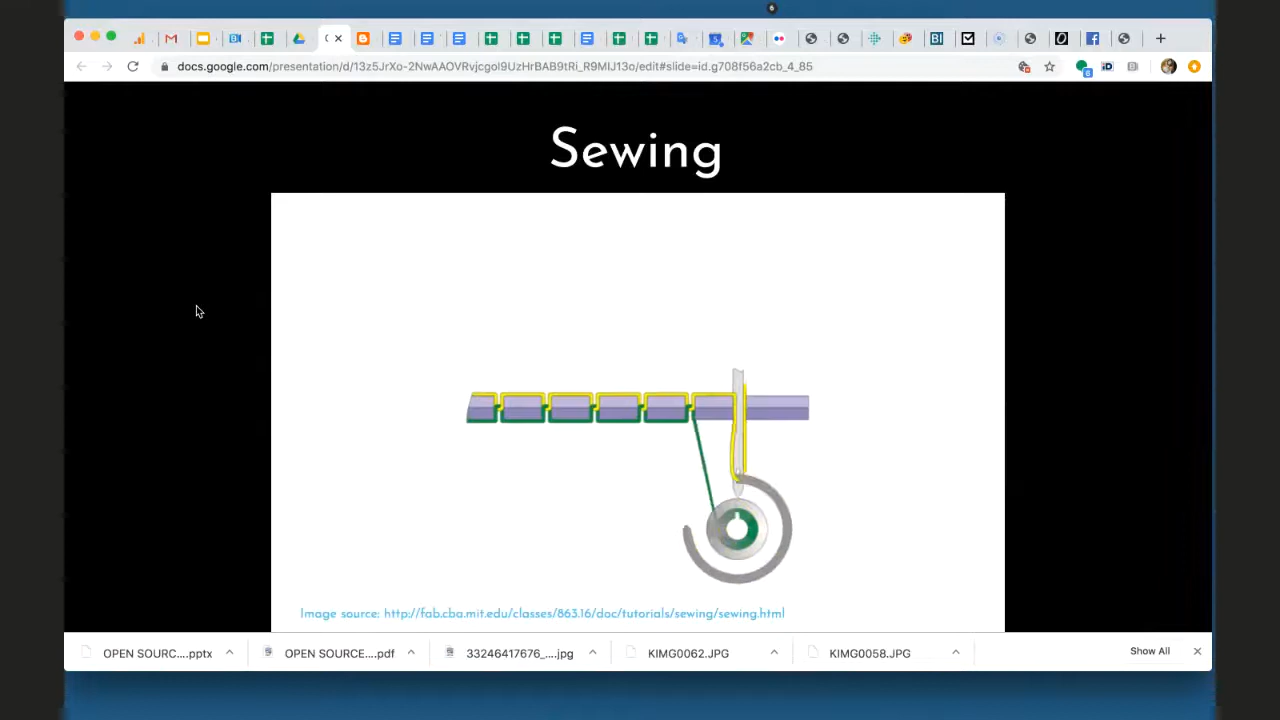 docs.google.com/presentation/d/13z5JrXo-2NwAAOVRvjcgol9UzHrBAB9tRi_R9MIJ13o/edit#slide=id.g708f56a2cb_4_85
Sewing
Image source: http://fab.cba.mit.edu/classes/863.16/doc/tutorials/sewing/sewing.html
OPEN SOURC....pptx
OPEN SOURCE....pdf
33246417676_....jpg
KIMG0062.JPG
KIMG0058.JPG
Show All